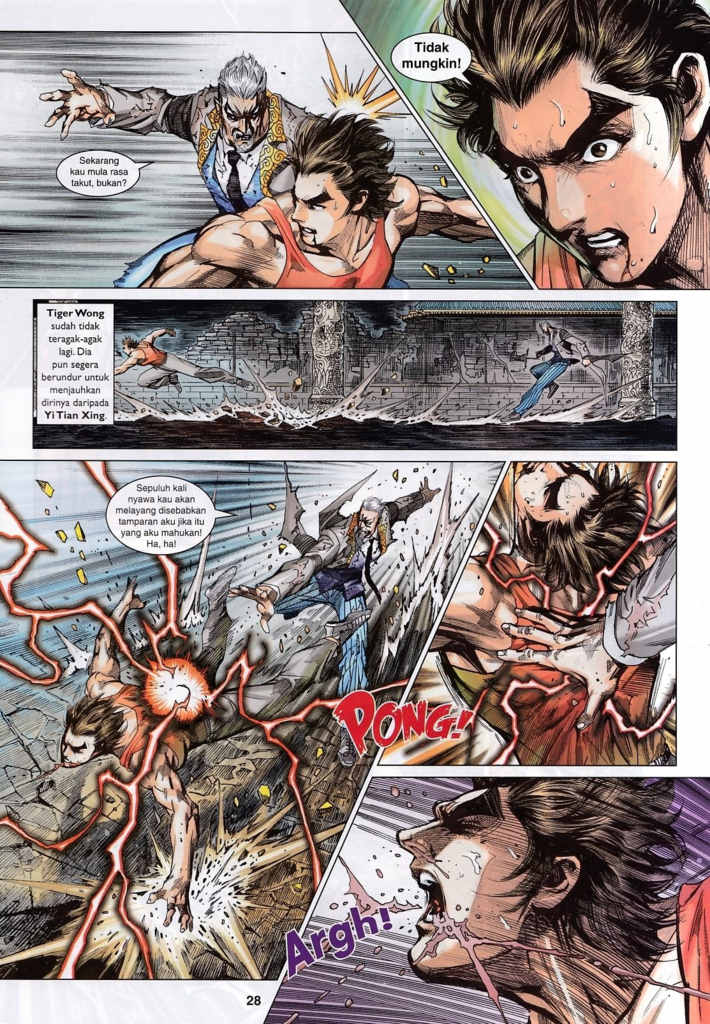 Sekarang
kau mula rasa
takut, bukan?
Tidak
mungkin!
Tiger Wong
sudah tidak
teragak-agak
lagi. Dia
pun segera
berundur untuk
menjauhkan
dirinya daripada
Yi Tian Xing.
Sepuluh kali
nyawa kau akan
melayang disebabkan
tamparan aku jika itu
yang aku mahukan!
Ha, ha!
PONG!
Argh!
28